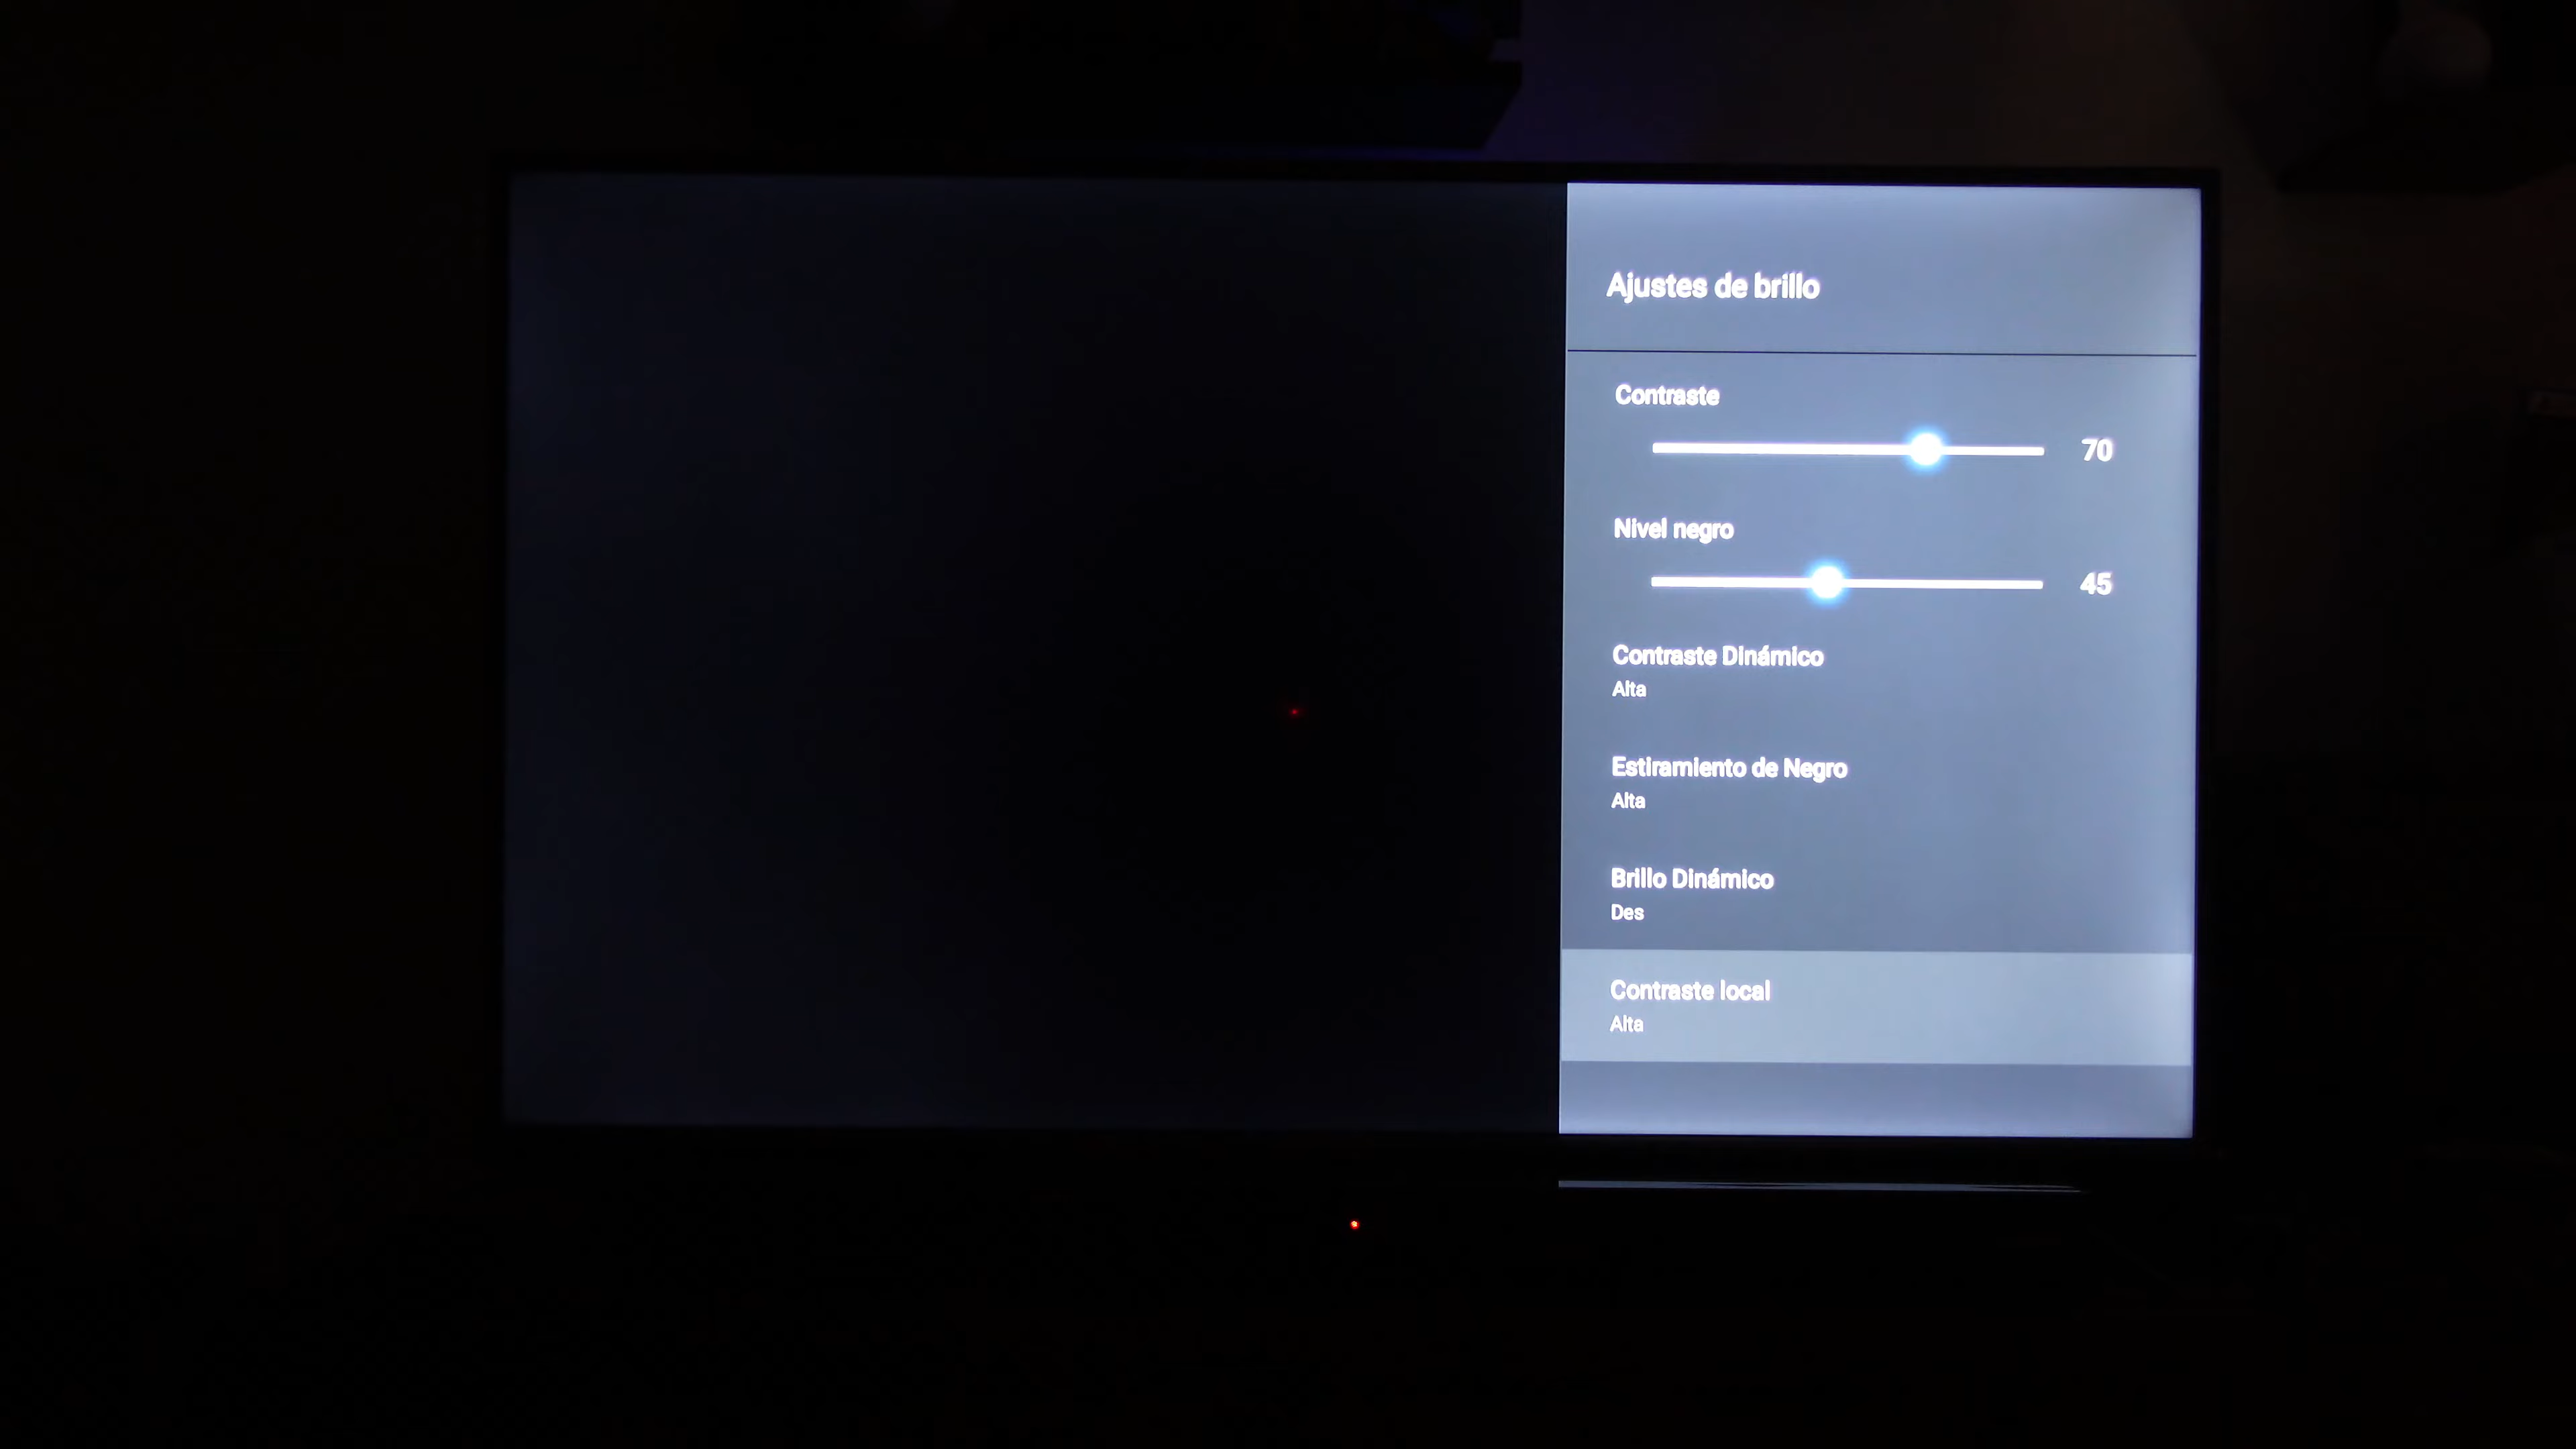 Ajustes de brillo
Contraste
70
Nivel negro
45
Contraste Dinámico
Alta
Estiramiento de Negro
Alta
Brillo Dinámico
Des
Contraste local
Alta